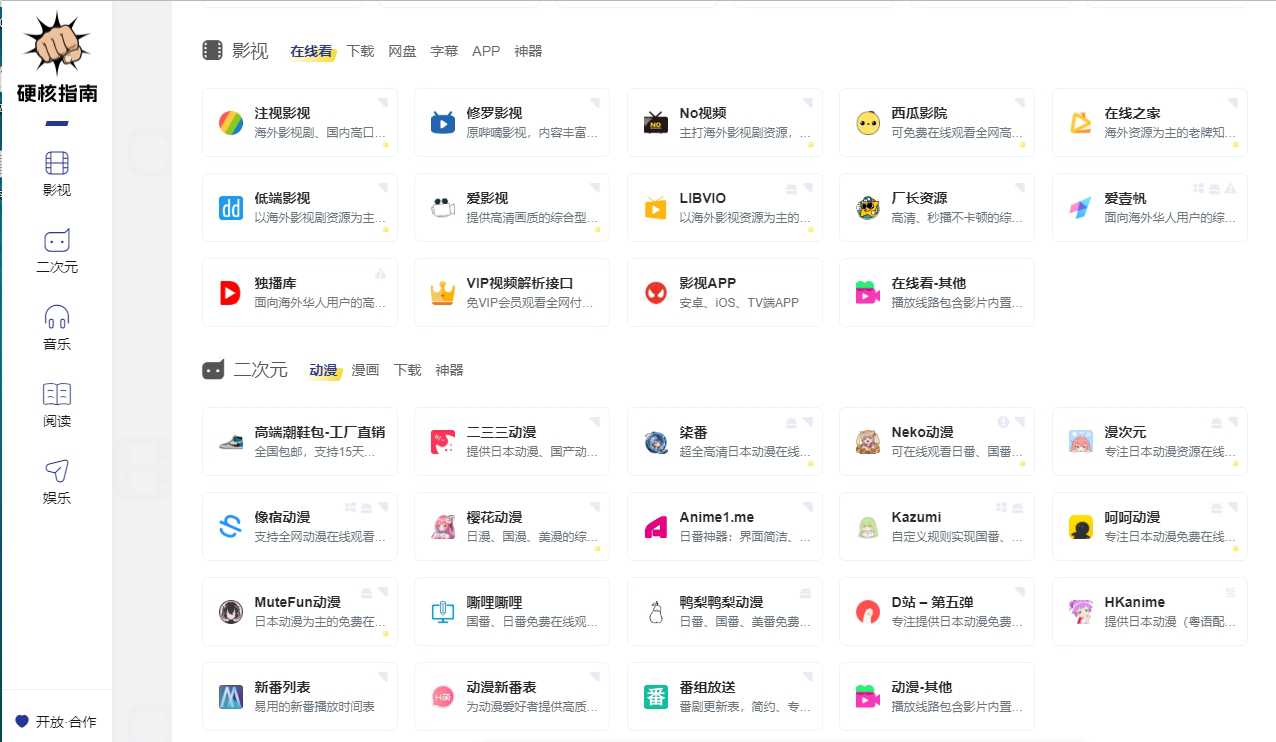 硬核指南
影视
二次元
音乐
阅读
娱乐
开放·合作
影视 在线看 下载 网盘 字幕 APP 神器
注视影视
海外影视剧、国内高口...
修罗影视
原哔嘀影视，内容丰富...
No视频
主打海外影视剧资源，...
西瓜影院
可免费在线观看全网高...
在线之家
海外资源为主的老牌知...
低端影视
以海外影视剧资源为主...
爱影视
提供高清画质的综合型...
LIBVIO
以海外影视资源为主的...
厂长资源
高清、秒播不卡顿的综...
爱壹帆
面向海外华人用户的综...
独播库
面向海外华人用户的高...
VIP视频解析接口
免VIP会员观看全网付...
影视APP
安卓、iOS、TV端APP
在线看-其他
播放线路包含影片内置...
二次元 动漫 漫画 下载 神器
高端潮鞋包-工厂直销
全国包邮，支持15天...
二三三动漫
提供日本动漫、国产动...
柒番
超全高清日本动漫在线...
Neko动漫
可在线观看日番、国番...
漫次元
专注日本动漫资源在线...
像宿动漫
支持全网动漫在线观看...
樱花动漫
日漫、国漫、美漫的综...
Anime1.me
日番神器：界面简洁、...
Kazumi
自定义规则实现国番、...
呵呵动漫
专注日本动漫免费在线...
MuteFun动漫
日本动漫为主的免费在...
嘶哩嘶哩
国番、日番免费在线观...
鸭梨鸭梨动漫
日番、国番、美番免费...
D站 – 第五弹
专注提供日本动漫免费...
HKanime
提供日本动漫（粤语配...
新番列表
易用的新番播放时间表
动漫新番表
为动漫爱好者提供高质...
番组放送
番剧更新表，简约、专...
动漫-其他
播放线路包含影片内置...